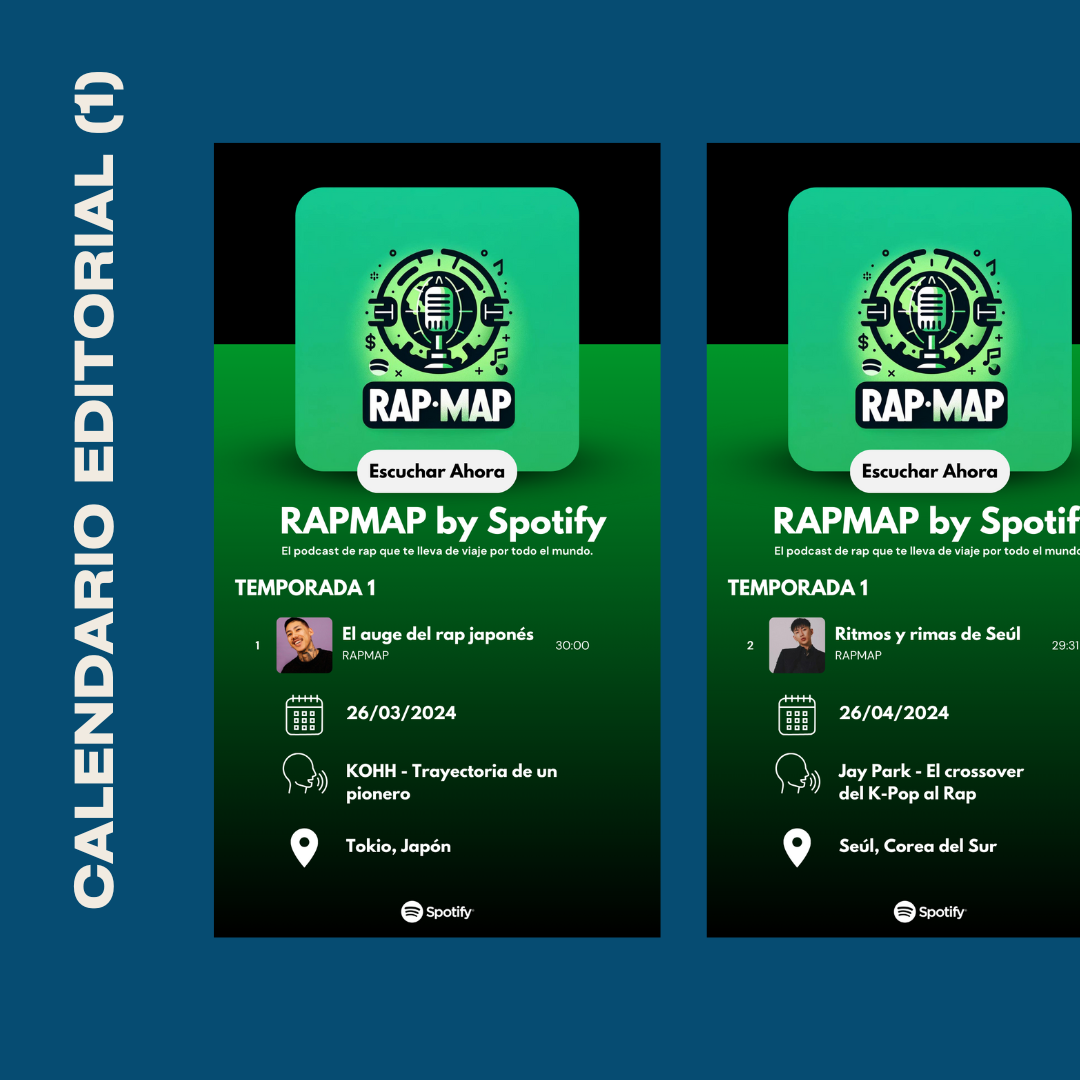 CALENDARIO EDITORIAL (1)
$
RAP·MAP
Escuchar Ahora
RAPMAP by Spotify
El podcast de rap que te lleva de viaje por todo el mundo.
TEMPORADA 1
1
El auge del rap japonés
RAPMAP
30:00
26/03/2024
KOHH - Trayectoria de un
pionero
Tokio, Japón
Spotify
$
RAP·MAP
Escuchar Ahora
RAPMAP by Spotif
El podcast de rap que te lleva de viaje por todo el mundo
TEMPORADA 1
2
Ritmos y rimas de Seúl
RAPMAP
29:31
26/04/2024
Jay Park - El crossover
del K-Pop al Rap
Seúl, Corea del Sur
Spotify